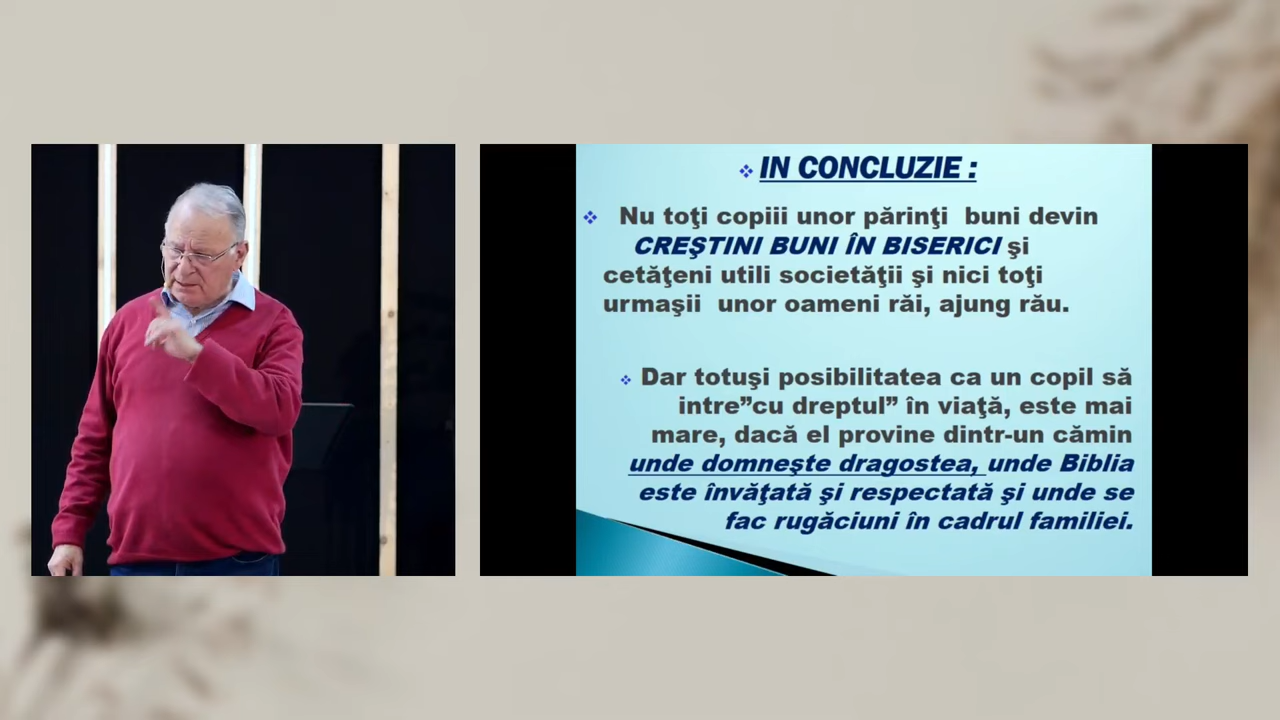 IN CONCLUZIE :
Nu toţi copiii unor părinţi buni devin
CREŞTINI BUNI ÎN BISERICI şi
cetăţeni utili societăţii şi nici toţi
urmaşii unor oameni răi, ajung rău.
Dar totuşi posibilitatea ca un copil să
intre”cu dreptul” în viaţă, este mai
mare, dacă el provine dintr-un cămin
unde domneşte dragostea, unde Biblia
este învăţată şi respectată şi unde se
fac rugăciuni în cadrul familiei.